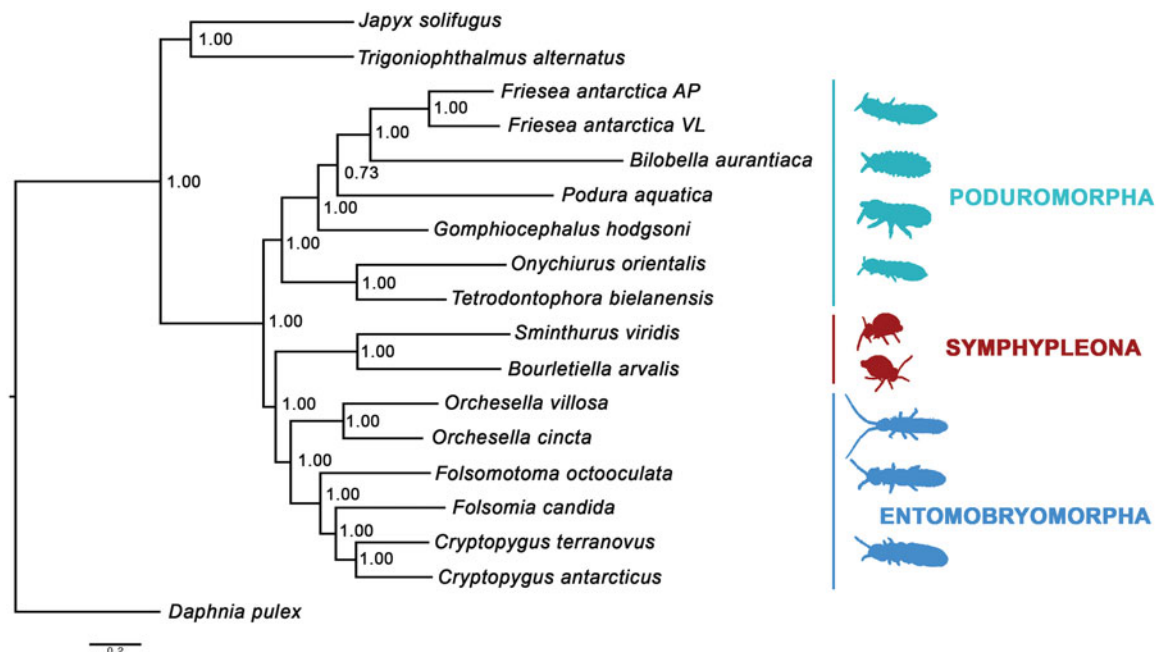 Japyx solifugus
1.00
Trigoniophthalmus alternatus
Friesea antarctica AP
1.00
1.00
Friesea antarctica VL
Bilobella aurantiaca
0.73
1.00
Podura aquatica
PODUROMORPHA
1.00
Gomphiocephalus hodgsoni
1.00
Onychiurus orientalis
1.00
Tetrodontophora bielanensis
1.00
Sminthurus viridis
SYMPHYPLEONA
1.00
Bourletiella arvalis
1.00
Orchesella villosa
1.00
Orchesella cincta
1.00
Folsomotoma octooculata
1.00
Folsomia candida
ENTOMOBRYOMORPHA
1.00
Cryptopygus terranovus
1.00
Cryptopygus antarcticus
Daphnia pulex
0.2